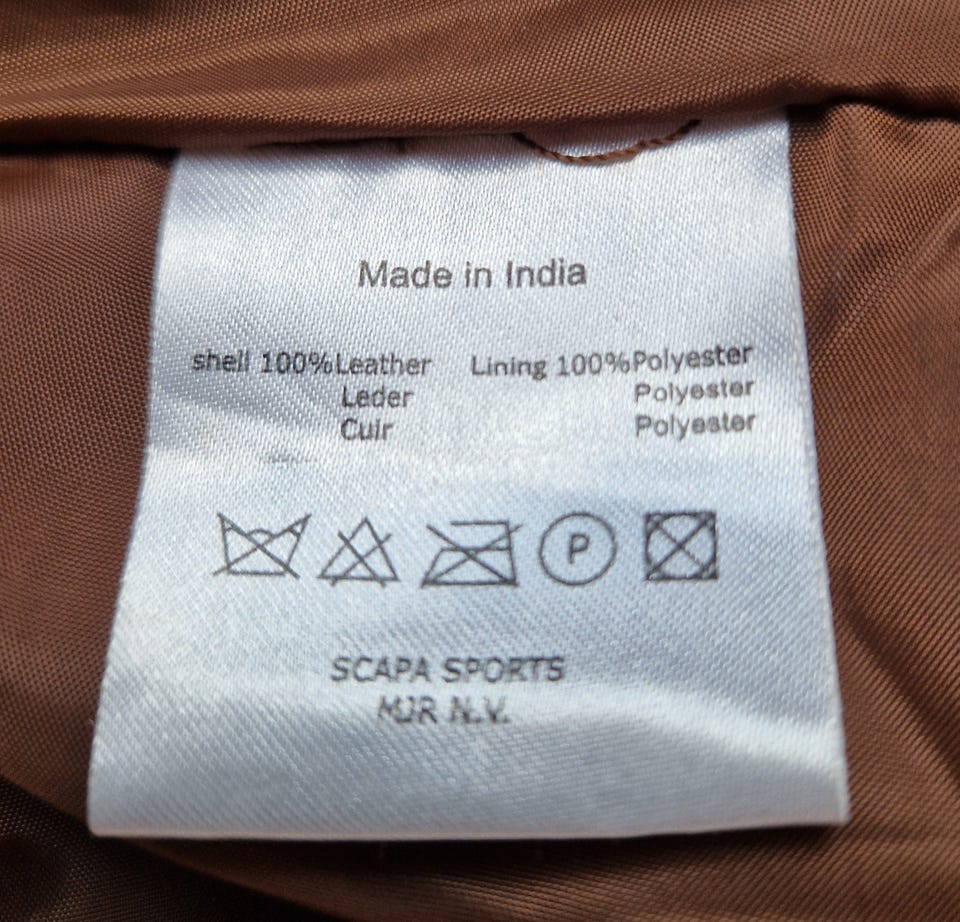 Made in India
shell 100%Leather Lining 100%Polyester
Leder Polyester
Cuir Polyester
P
SCAPA SPORTS
MJR N.V.